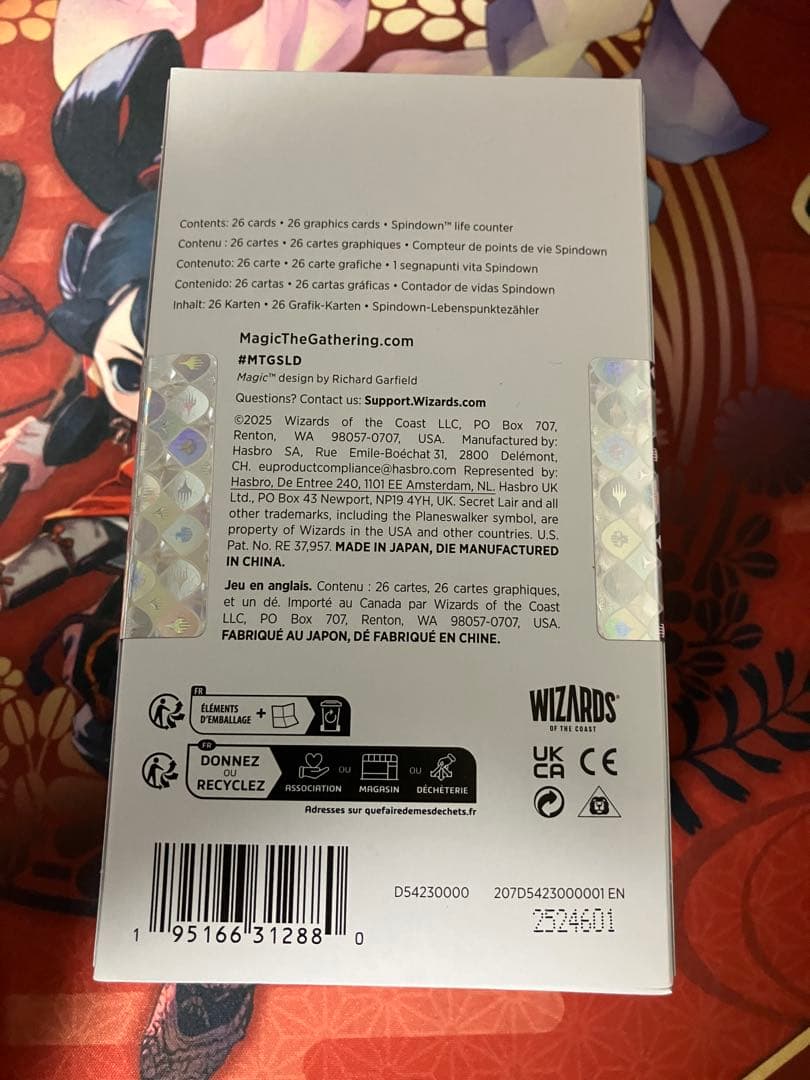 Contents: 26 cards • 26 graphics cards • Spindown™ life counter
Contenu : 26 cartes • 26 cartes graphiques • Compteur de points de vie Spindown
Contenuto: 26 carte • 26 carte grafiche • 1 segnapunti vita Spindown
Contenido: 26 cartas • 26 cartas gráficas • Contador de vidas Spindown
Inhalt: 26 Karten • 26 Grafik-Karten • Spindown-Lebenspunktezähler
MagicTheGathering.com
#MTGSLD
Magic™ design by Richard Garfield
Questions? Contact us: Support.Wizards.com
©2025 Wizards of the Coast LLC, PO Box 707,
Renton, WA 98057-0707, USA. Manufactured by:
Hasbro SA, Rue Emile-Boéchat 31, 2800 Delémont,
CH. euproductcompliance@hasbro.com Represented by:
Hasbro, De Entree 240, 1101 EE Amsterdam, NL. Hasbro UK
Ltd., PO Box 43 Newport, NP19 4YH, UK. Secret Lair and all
other trademarks, including the Planeswalker symbol, are
property of Wizards in the USA and other countries. U.S.
Pat. No. RE 37,957. MADE IN JAPAN, DIE MANUFACTURED
IN CHINA.
Jeu en anglais. Contenu : 26 cartes, 26 cartes graphiques,
et un dé. Importé au Canada par Wizards of the Coast
LLC, PO Box 707, Renton, WA 98057-0707, USA.
FABRIQUÉ AU JAPON, DÉ FABRIQUÉ EN CHINE.
FR
ÉLÉMENTS
D'EMBALLAGE +
FR
DONNEZ
OU
RECYCLEZ
ASSOCIATION OU MAGASIN OU DÉCHÈTERIE
Adresses sur quefairedemesdechets.fr
WIZARDS®
OF THE COAST
UK
CA CE
D54230000 207D5423000001 EN
2524601
1 95166 31288 0